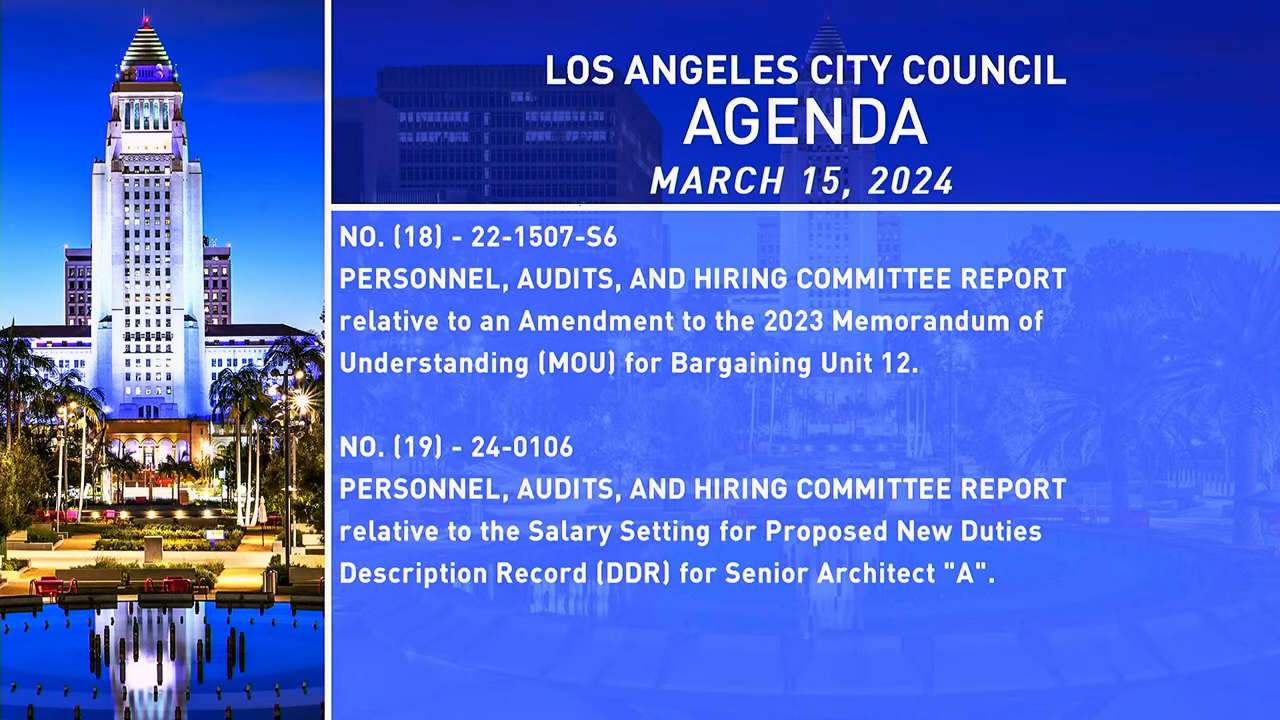 LOS ANGELES CITY COUNCIL
AGENDA
MARCH 15, 2024
NO. (18) - 22-1507-S6
PERSONNEL, AUDITS, AND HIRING COMMITTEE REPORT
relative to an Amendment to the 2023 Memorandum of
Understanding (MOU) for Bargaining Unit 12.
NO. (19) - 24-0106
PERSONNEL, AUDITS, AND HIRING COMMITTEE REPORT
relative to the Salary Setting for Proposed New Duties
Description Record (DDR) for Senior Architect "A".